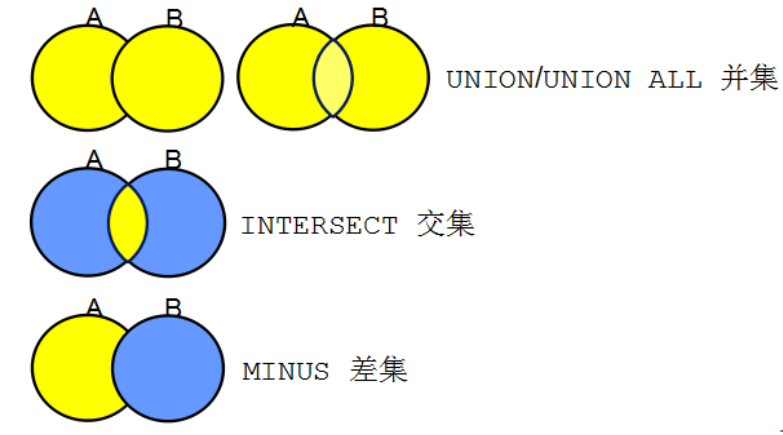 A B A B
UNION/UNION ALL 并集
A B
INTERSECT 交集
A B
MINUS 差集